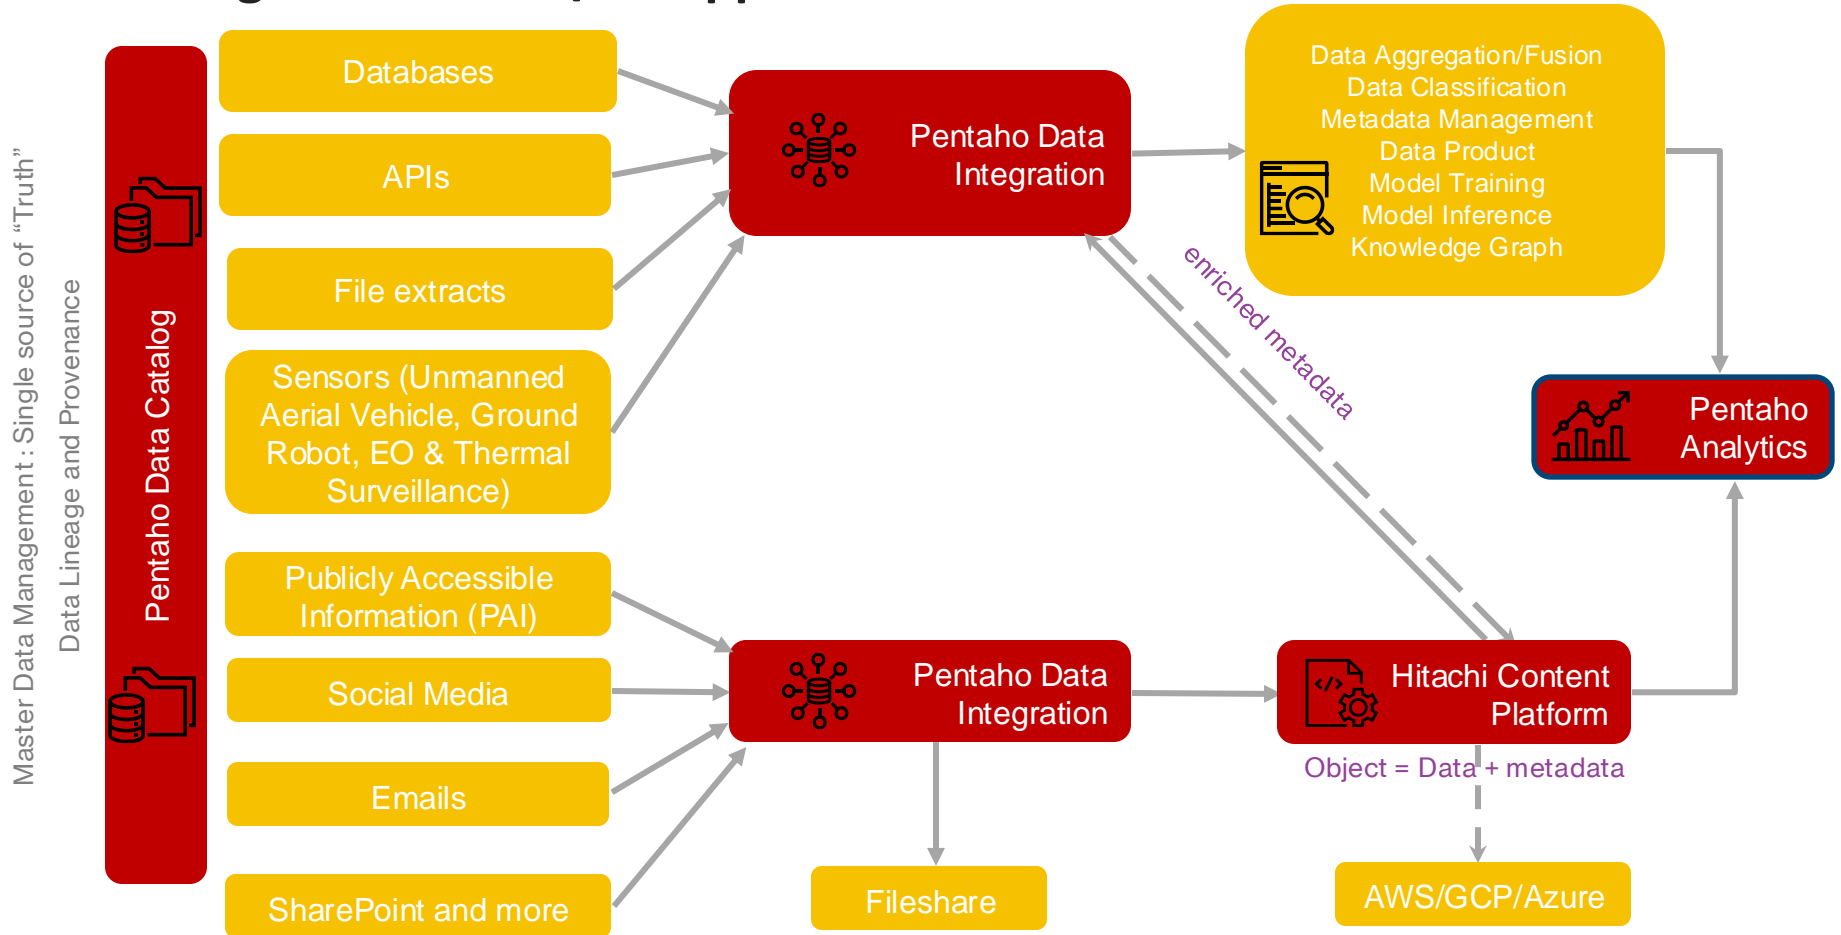 Master Data Management: Single source of “Truth”
Data Lineage and Provenance
Pentaho Data Catalog
Databases
APIs
File extracts
Sensors (Unmanned
Aerial Vehicle, Ground
Robot, EO & Thermal
Surveillance)
Publicly Accessible
Information (PAI)
Social Media
Emails
SharePoint and more
Pentaho Data
Integration
Pentaho Data
Integration
Fileshare
Data Aggregation/Fusion
Data Classification
Metadata Management
Data Product
Model Training
Model Inference
Knowledge Graph
enriched metadata
Pentaho
Analytics
Hitachi Content
Platform
Object = Data + metadata
AWS/GCP/Azure